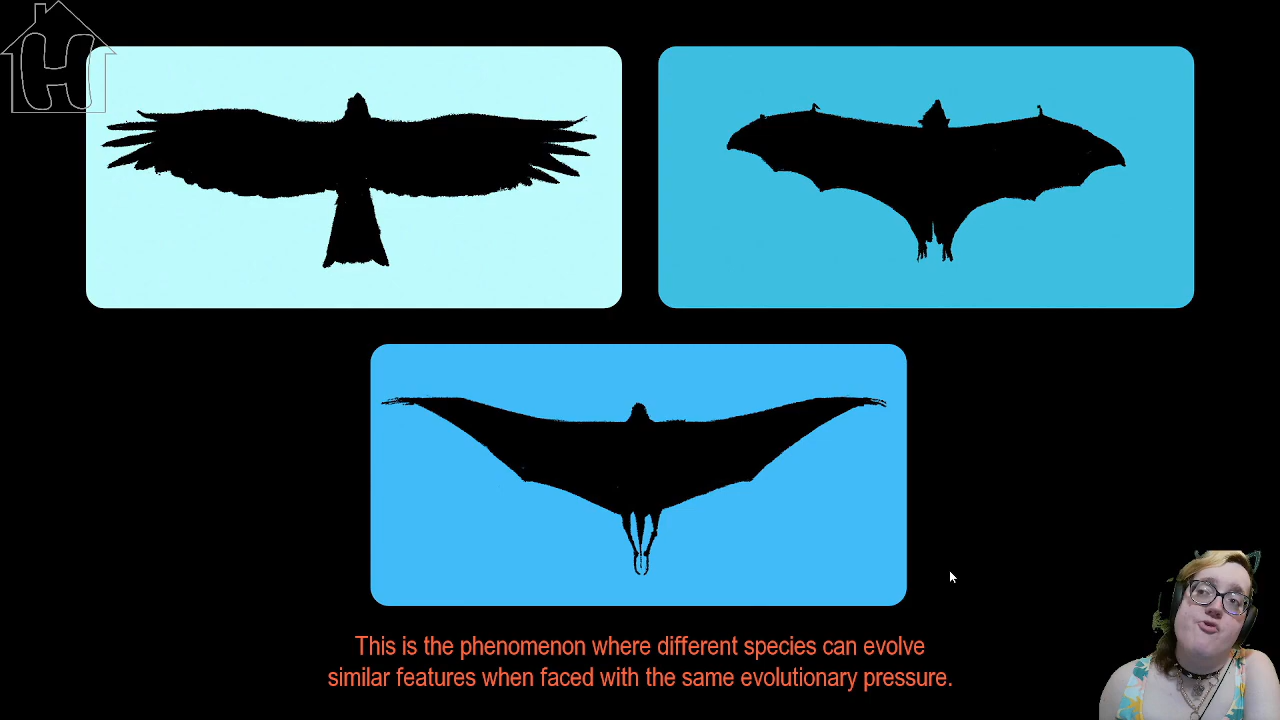 H
This is the phenomenon where different species can evolve
similar features when faced with the same evolutionary pressure.